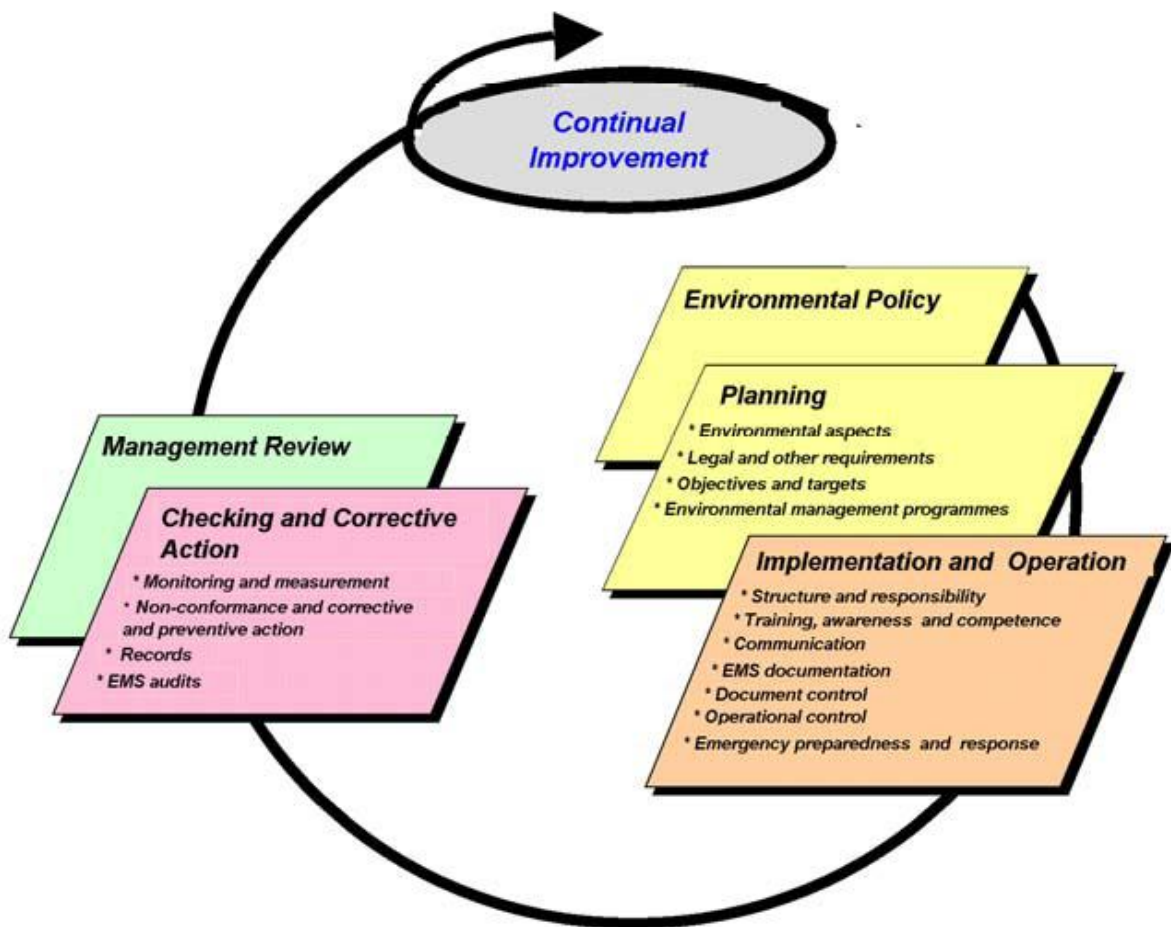 Continual
Improvement
Environmental Policy
Planning
* Environmental aspects
* Legal and other requirements
* Objectives and targets
* Environmental management programmes
Implementation and Operation
* Structure and responsibility
* Training, awareness and competence
* Communication
* EMS documentation
* Document control
* Operational control
* Emergency preparedness and response
Management Review
Checking and Corrective
Action
* Monitoring and measurement
* Non-conformance and corrective
and preventive action
* Records
* EMS audits